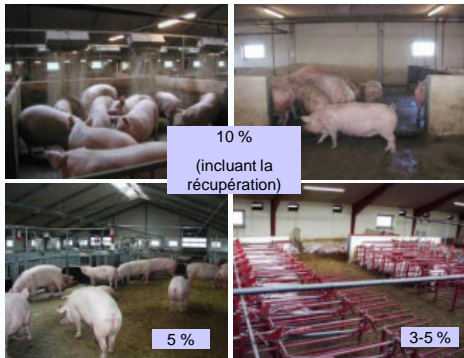 10 %
(incluant la
récupération)
5 %
3-5 %